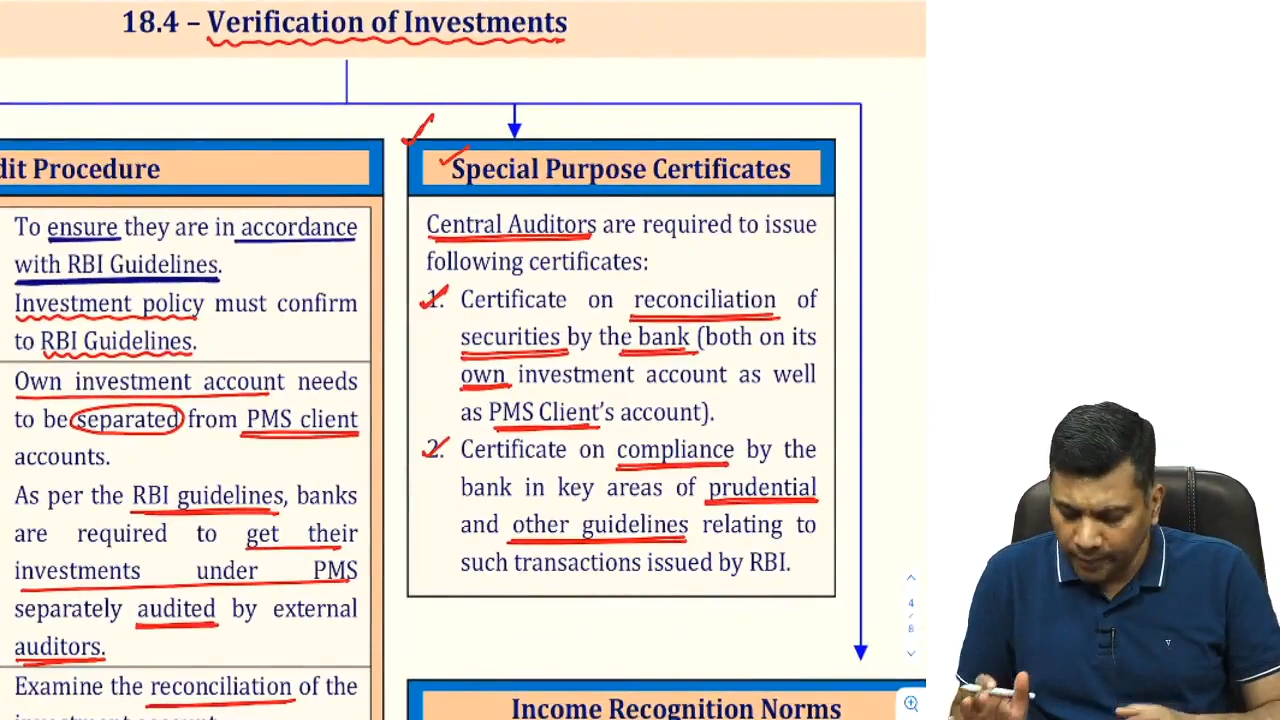 18.4 – Verification of Investments
dit Procedure
To ensure they are in accordance
with RBI Guidelines.
Investment policy must confirm
to RBI Guidelines.
Own investment account needs
to be separated from PMS client
accounts.
As per the RBI guidelines, banks
are required to get their
investments under PMS
separately audited by external
auditors.
Examine the reconciliation of the
Special Purpose Certificates
Central Auditors are required to issue
following certificates:
1. Certificate on reconciliation of
securities by the bank (both on its
own investment account as well
as PMS Client's account).
2. Certificate on compliance by the
bank in key areas of prudential
and other guidelines relating to
such transactions issued by RBI.
Income Recognition Norms
4
/
8